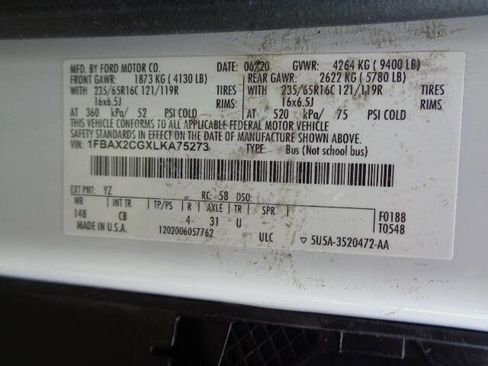 MFD. BY FORD MOTOR CO. DATE: 06/20 GVWR: 4264 KG ( 9400 LB)
FRONT GAWR: 1873 KG ( 4130 LB) REAR GAWR: 2622 KG ( 5780 LB)
WITH 235/65R16C 121/119R TIRES WITH 235/65R16C 121/119R TIRES
16x6.5J RIMS 16x6.5J RIMS
AT 360 kPa/ 52 PSI COLD AT 520 kPa/ 75 PSI COLD
THIS VEHICLE CONFORMS TO ALL APPLICABLE FEDERAL MOTOR VEHICLE
SAFETY STANDARDS IN EFFECT ON THE DATE OF MANUFACTURE SHOWN ABOVE.
VIN: 1FBAX2CGXLKA75273 TYPE: Bus (Not school bus)
EXT PNT: YZ RC: 58 DSO:
WB INT TR TP/PS R AXLE TR SPR F0188
148 CB 4 31 U T0548
MADE IN U.S.A. 1202006057762 ULC ▽ 5U5A-3520472-AA